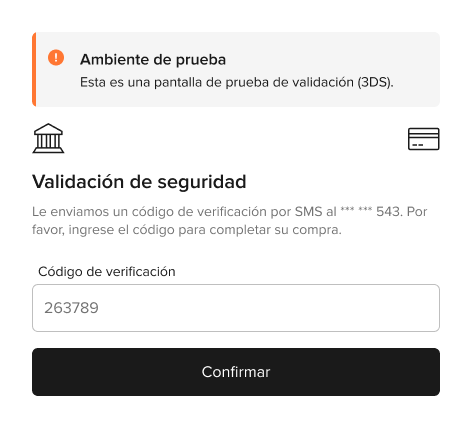 Ambiente de prueba
Esta es una pantalla de prueba de validación (3DS).
Validación de seguridad
Le enviamos un código de verificación por SMS al *** *** 543. Por
favor, ingrese el código para completar su compra.
Código de verificación
263789
Confirmar